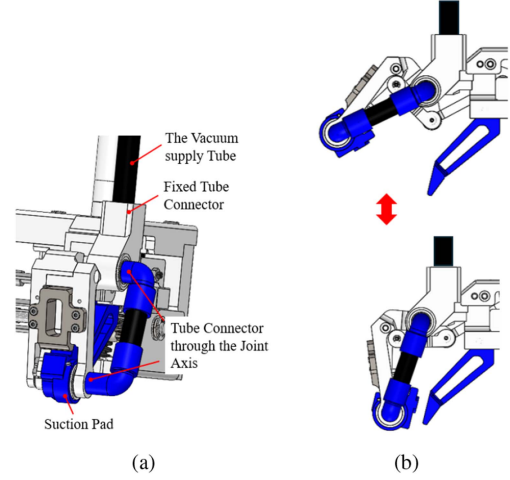 The Vacuum
supply Tube
Fixed Tube
Connector
Tube Connector
through the Joint
Axis
Suction Pad
(a)
(b)